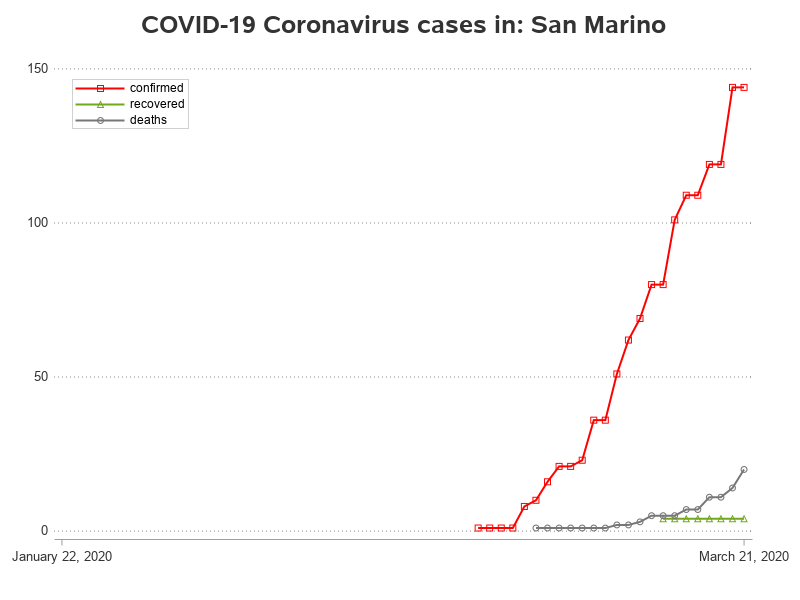 COVID-19 Coronavirus cases in: San Marino
150
confirmed
recovered
deaths
100
50
0
January 22, 2020
March 21, 2020